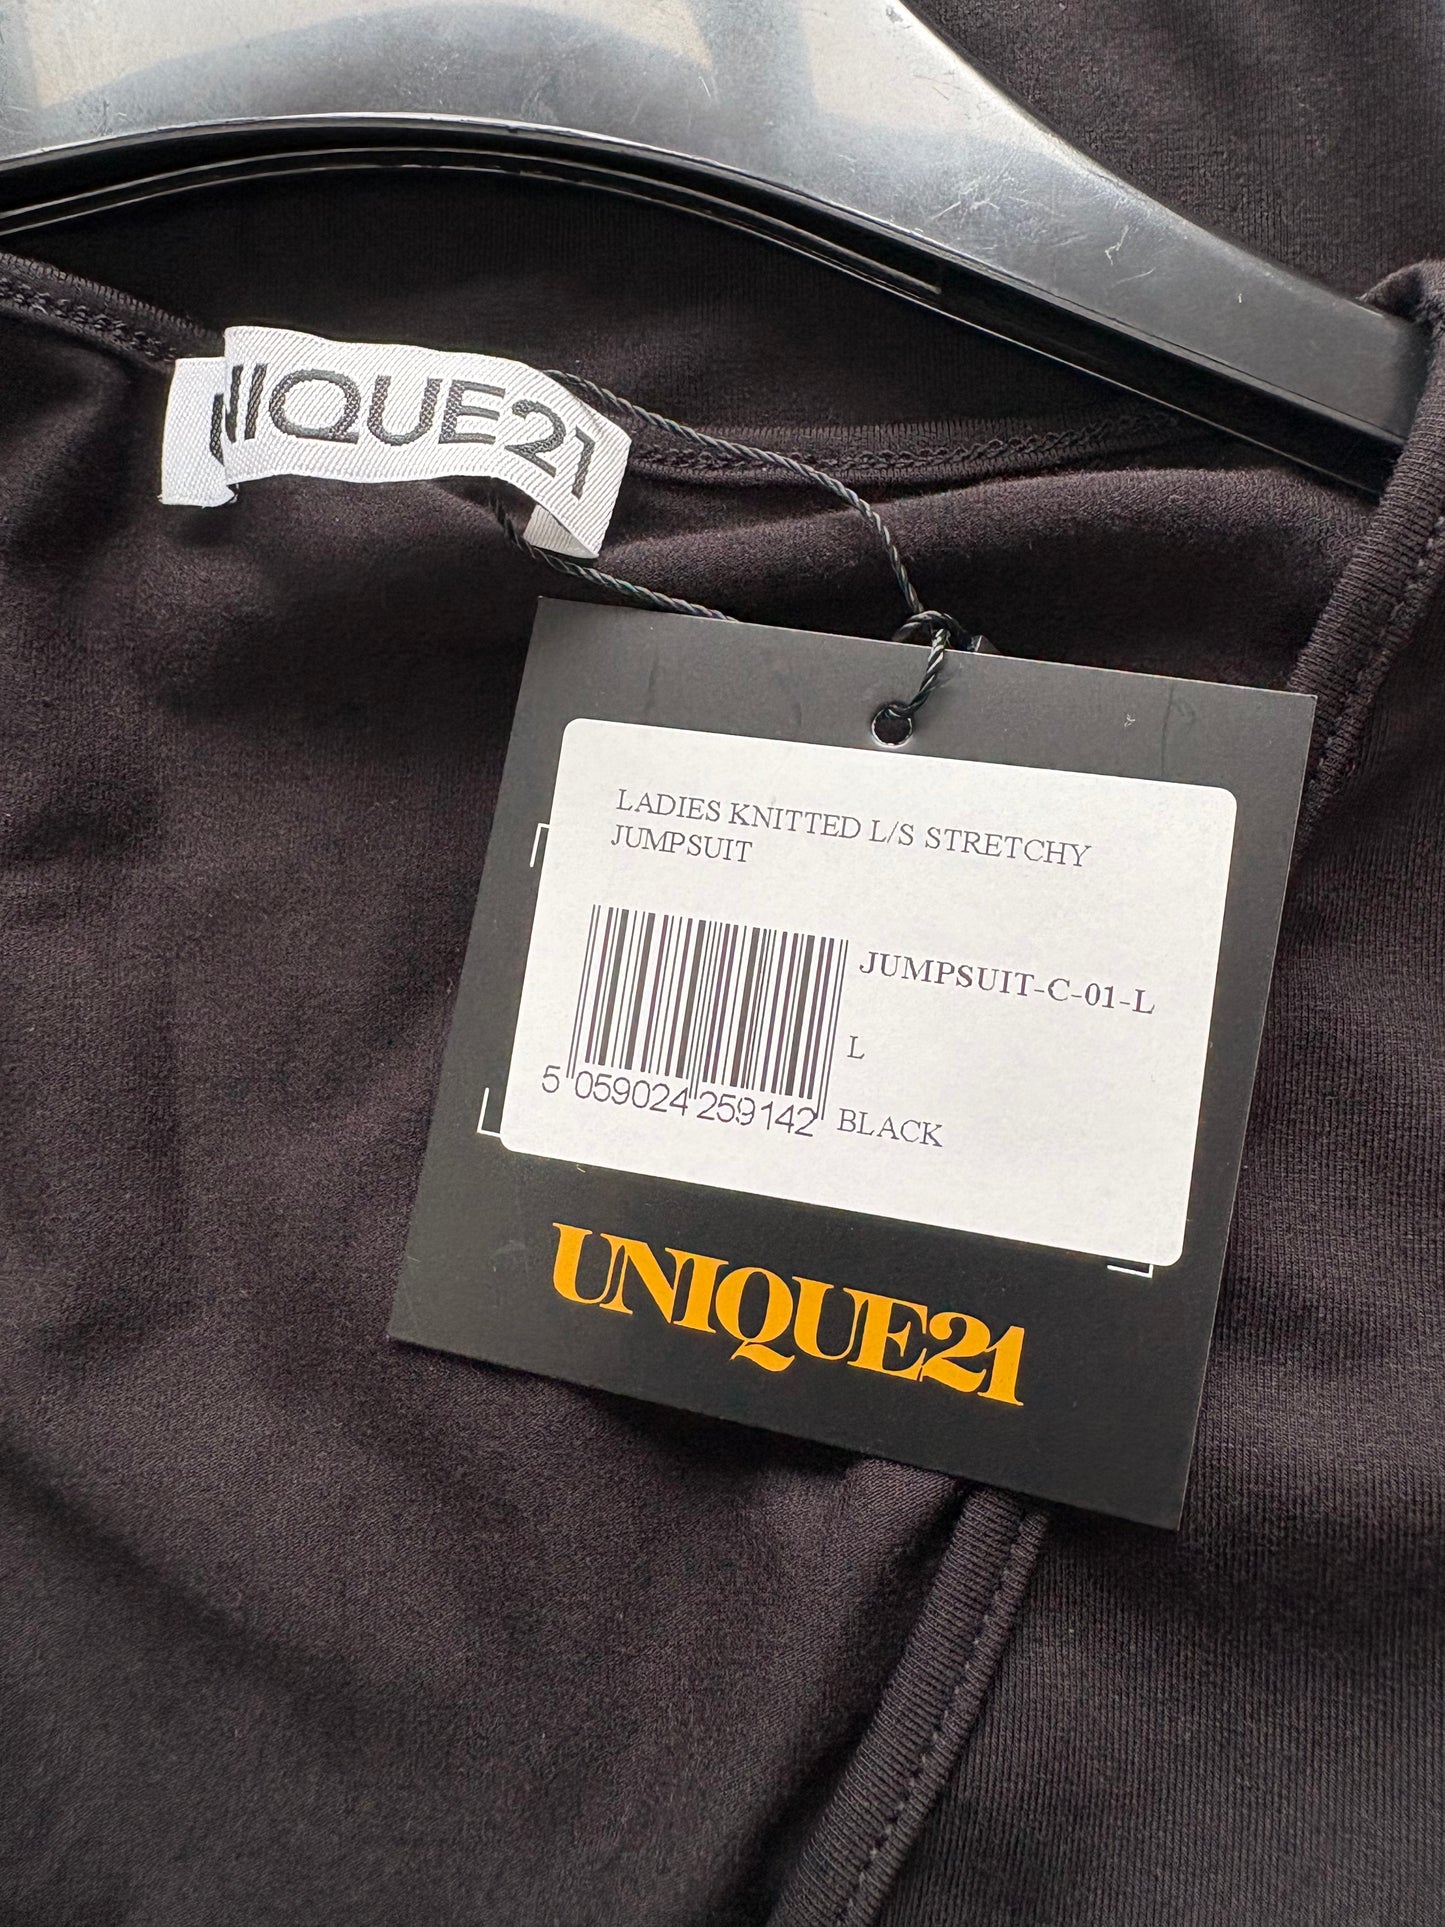 UNIQUE21
LADIES KNITTED L/S STRETCHY
JUMPSUIT
JUMPSUIT-C-01-L
L
5 059024 259142
BLACK
UNIQUE21